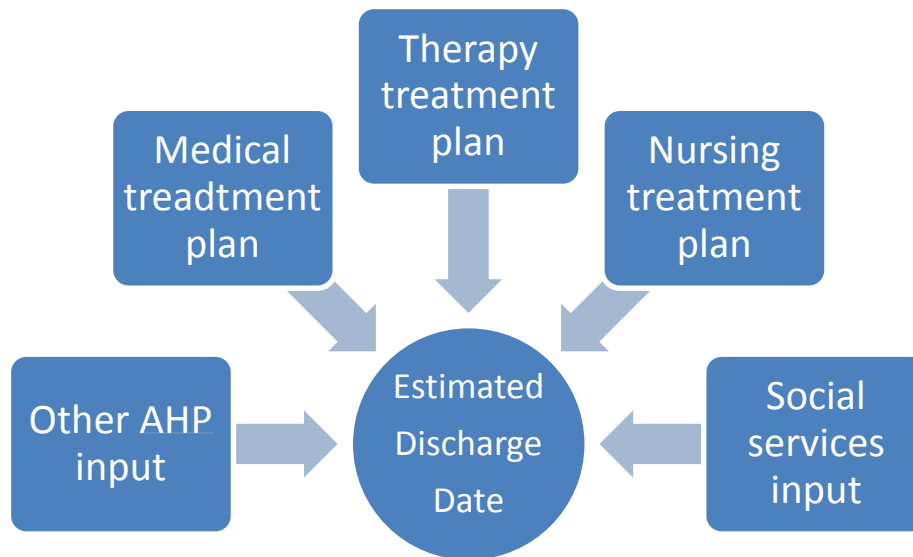 Therapy
treatment
plan
Medical
treadtment
plan
Nursing
treatment
plan
Other AHP
input
Estimated
Discharge
Date
Social
services
input